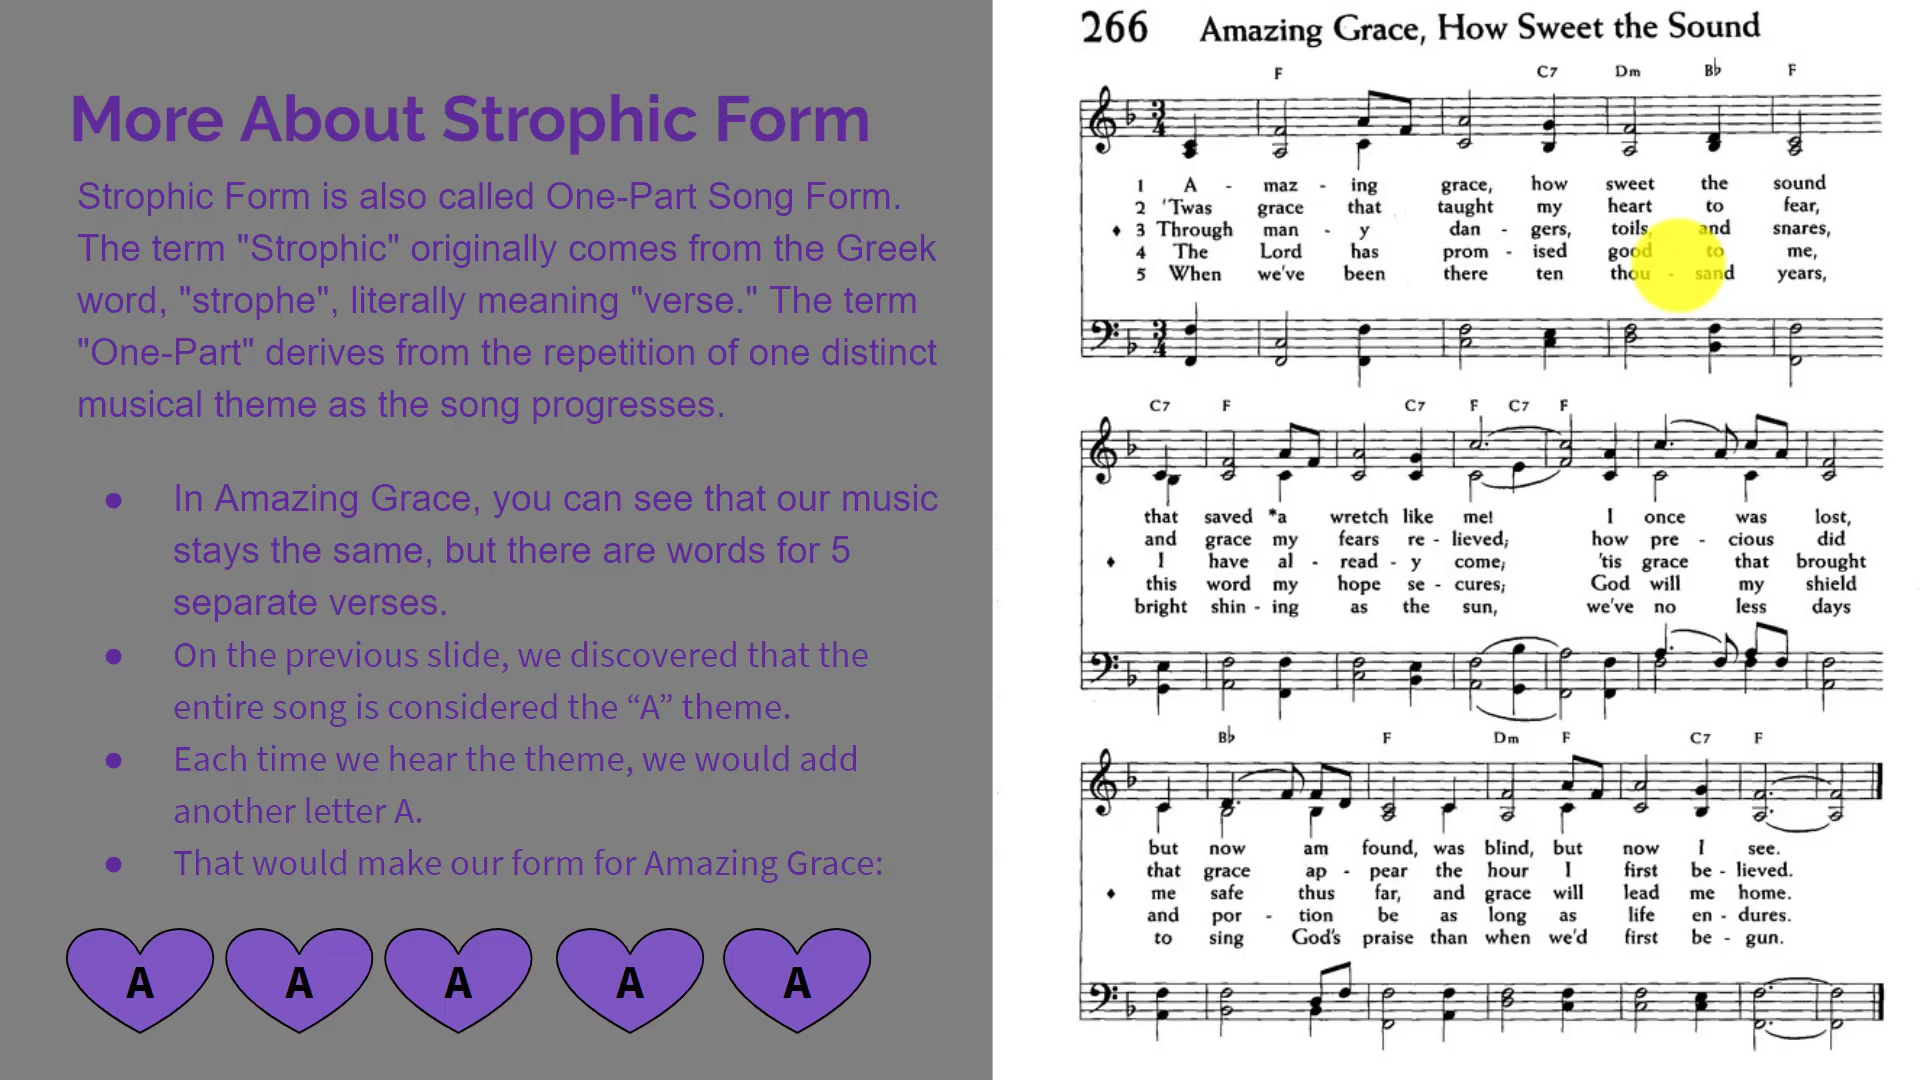 More About Strophic Form
Strophic Form is also called One-Part Song Form.
The term "Strophic" originally comes from the Greek
word, "strophe", literally meaning "verse." The term
"One-Part" derives from the repetition of one distinct
musical theme as the song progresses.
● In Amazing Grace, you can see that our music
stays the same, but there are words for 5
separate verses.
● On the previous slide, we discovered that the
entire song is considered the “A” theme.
● Each time we hear the theme, we would add
another letter A.
● That would make our form for Amazing Grace:
A A A A A
266 Amazing Grace, How Sweet the Sound
F C7 Dm B♭ F
3 4
1 A - maz - ing grace, how sweet the sound
2 'Twas grace that taught my heart to fear,
♦ 3 Through man - y dan - gers, toils, and snares,
4 The Lord has prom - ised good to me,
5 When we've been there ten thou - sand years,
3 4
C7 F C7 F C7 F
that saved *a wretch like me! I once was lost,
and grace my fears re - lieved; how pre - cious did
♦ I have al - read - y come; 'tis grace that brought
this word my hope se - cures; God will my shield
bright shin - ing as the sun, we've no less days
B♭ F Dm F C7 F
but now am found, was blind, but now I see.
that grace ap - pear the hour I first be - lieved.
♦ me safe thus far, and grace will lead me home.
and por - tion be as long as life en - dures.
to sing God's praise than when we'd first be - gun.